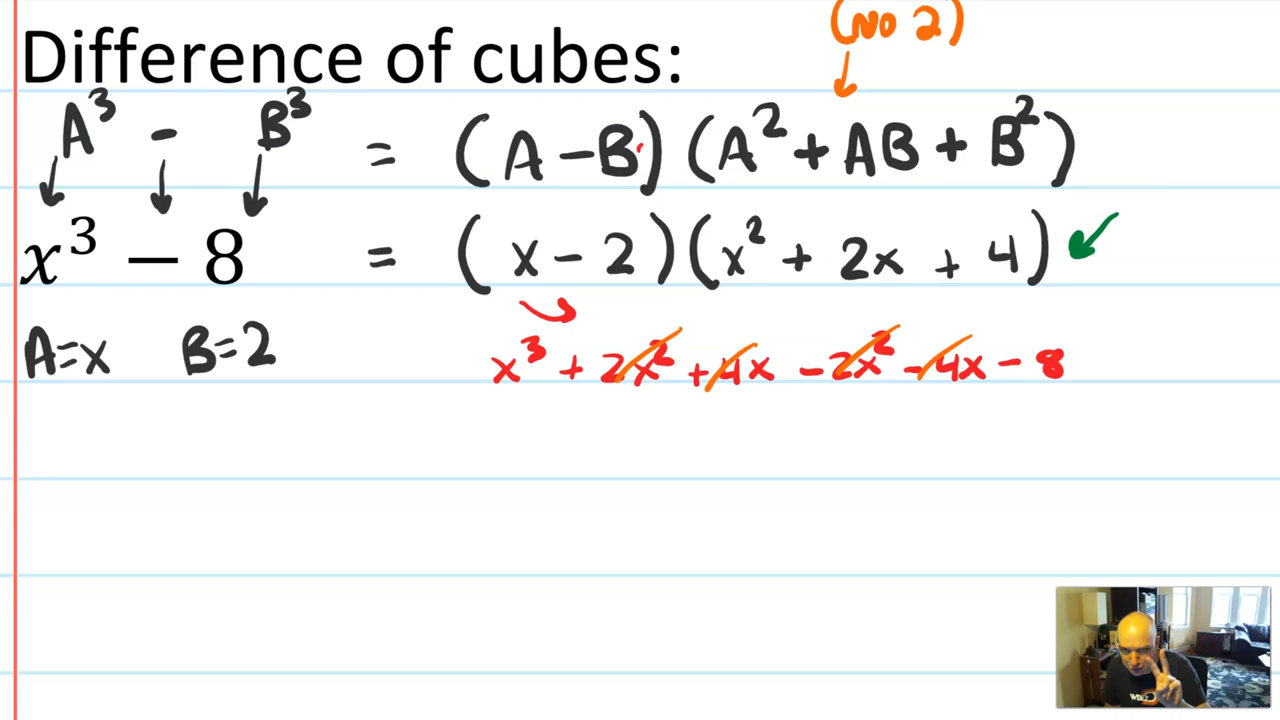 (NO 2)
Difference of cubes:
A³ - B³ = (A - B)(A² + AB + B²)
x³ − 8 = (x - 2)(x² + 2x + 4)
A=x B=2
x³ + 2x² + 4x - 2x² - 4x - 8